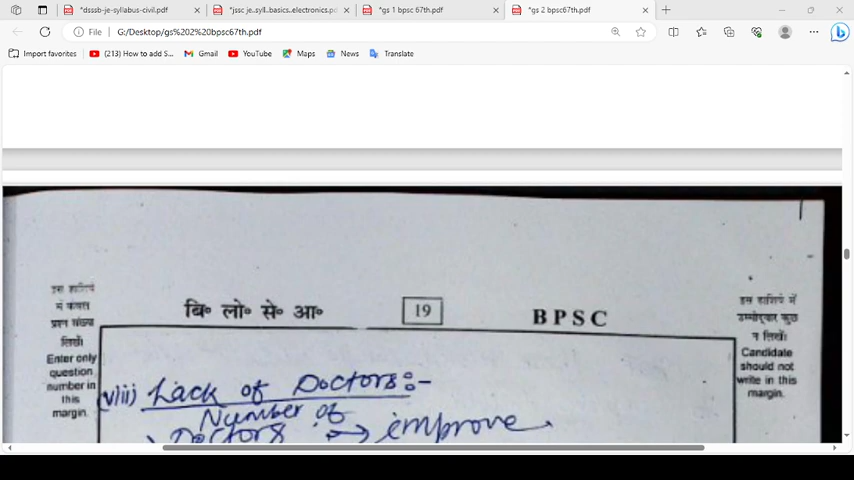 *dsssb-je-syllabus-civil.pdf
*jssc je..syll..basics..electronics.pd
*gs 1 bpsc 67th.pdf
*gs 2 bpsc67th.pdf
File
G:/Desktop/gs%202%20bpsc67th.pdf
Import favorites
(213) How to add S...
Gmail
YouTube
Maps
News
Translate
इस हाशिये
में केवल
प्रश्न संख्या
लिखें।
Enter only
question
number in
this
margin.
बि० लो० से० आ०
19
BPSC
इस हाशिये में
उम्मीदवार कुछ
न लिखें।
Candidate
should not
write in this
margin.
(viii) Lack of Doctors:-
Number of
Doctors → improve